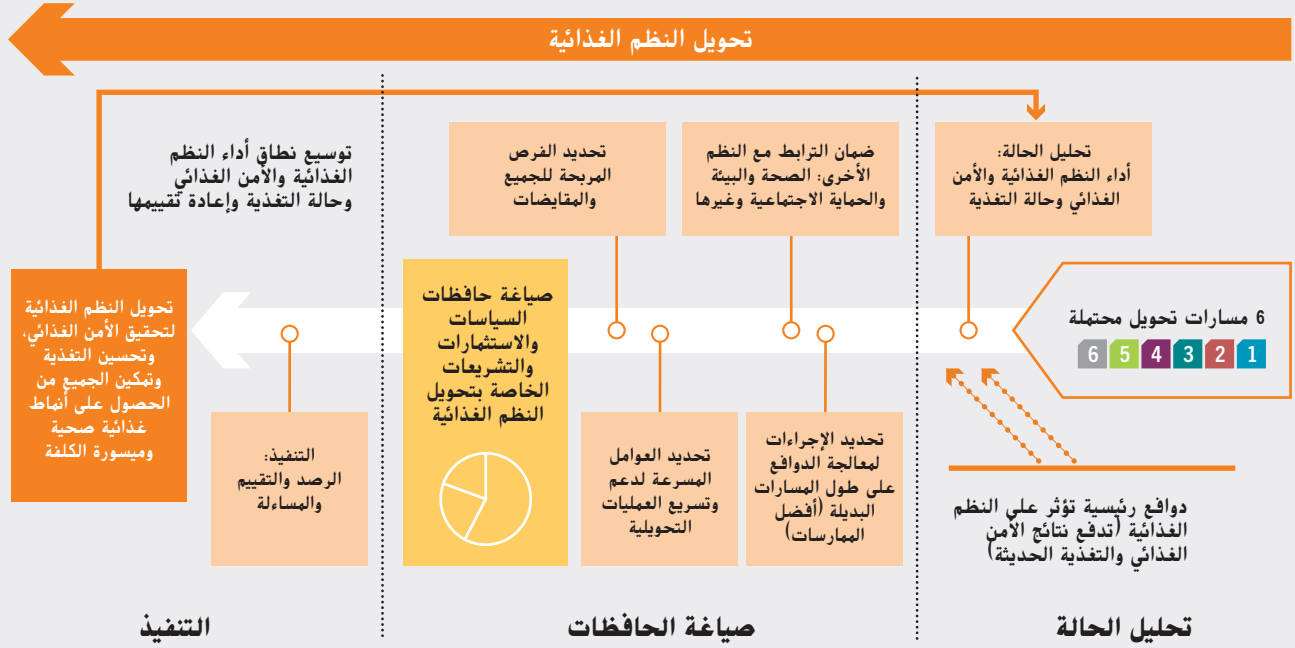 تحويل النظم الغذائية
تحليل الحالة:
أداء النظم الغذائية والأمن
الغذائي وحالة التغذية
ضمان الترابط مع النظم
الأخرى: الصحة والبيئة
والحماية الاجتماعية وغيرها
تحديد الفرص
المربحة للجميع
والمقايضات
توسيع نطاق أداء النظم
الغذائية والأمن الغذائي
وحالة التغذية وإعادة تقييمها
6 مسارات تحويل محتملة
1 2 3 4 5 6
صياغة حافظات
السياسات
والاستثمارات
والتشريعات
الخاصة بتحويل
النظم الغذائية
تحويل النظم الغذائية
لتحقيق الأمن الغذائي،
وتحسين التغذية
وتمكين الجميع من
الحصول على أنماط
غذائية صحية
وميسورة الكلفة
دوافع رئيسية تؤثر على النظم
الغذائية (تدفع نتائج الأمن
الغذائي والتغذية الحديثة)
تحديد الإجراءات
لمعالجة الدوافع
على طول المسارات
البديلة (أفضل
الممارسات)
تحديد العوامل
المسرعة لدعم
وتسريع العمليات
التحويلية
التنفيذ:
الرصد والتقييم
والمساءلة
تحليل الحالة
صياغة الحافظات
التنفيذ